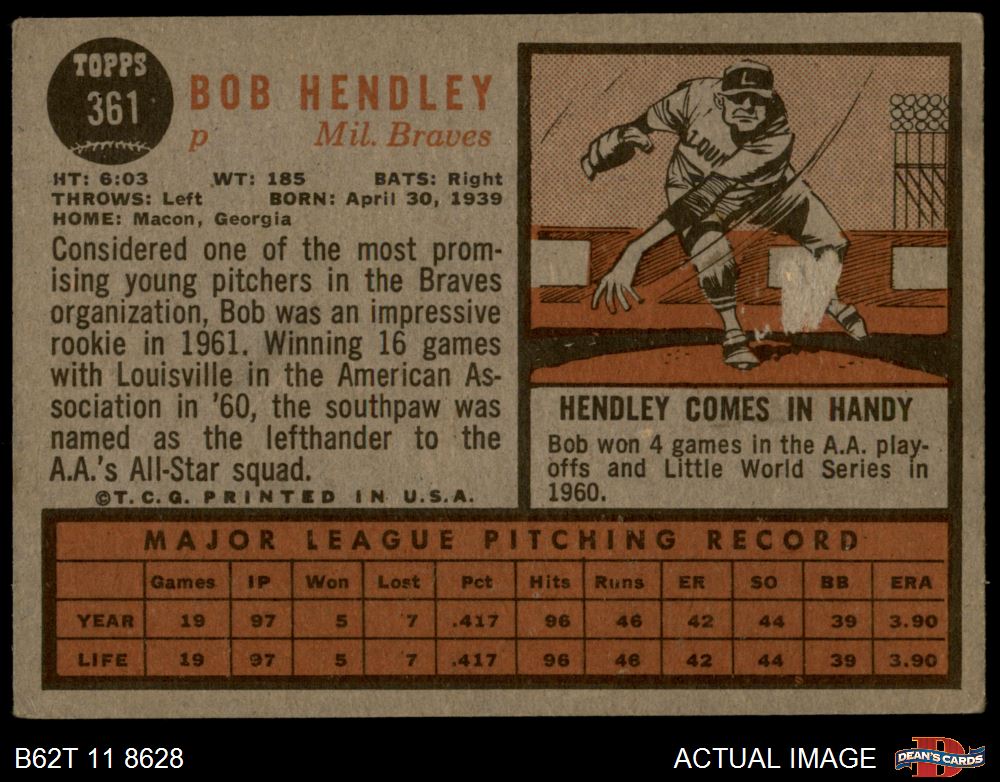 TOPPS
361
BOB HENDLEY
p Mil. Braves
HT: 6:03 WT: 185 BATS: Right
THROWS: Left BORN: April 30, 1939
HOME: Macon, Georgia
Considered one of the most prom-
ising young pitchers in the Braves
organization, Bob was an impressive
rookie in 1961. Winning 16 games
with Louisville in the American As-
sociation in '60, the southpaw was
named as the lefthander to the
A.A.'s All-Star squad.
©T.C.G. PRINTED IN U.S.A.
L
LOUI
HENDLEY COMES IN HANDY
Bob won 4 games in the A.A. play-
offs and Little World Series in
1960.
MAJOR LEAGUE PITCHING RECORD
Games IP Won Lost Pct Hits Runs ER SO BB ERA
YEAR 19 97 5 7 .417 96 46 42 44 39 3.90
LIFE 19 97 5 7 .417 96 46 42 44 39 3.90
B62T 11 8628 ACTUAL IMAGE
D
DEAN'S CARDS